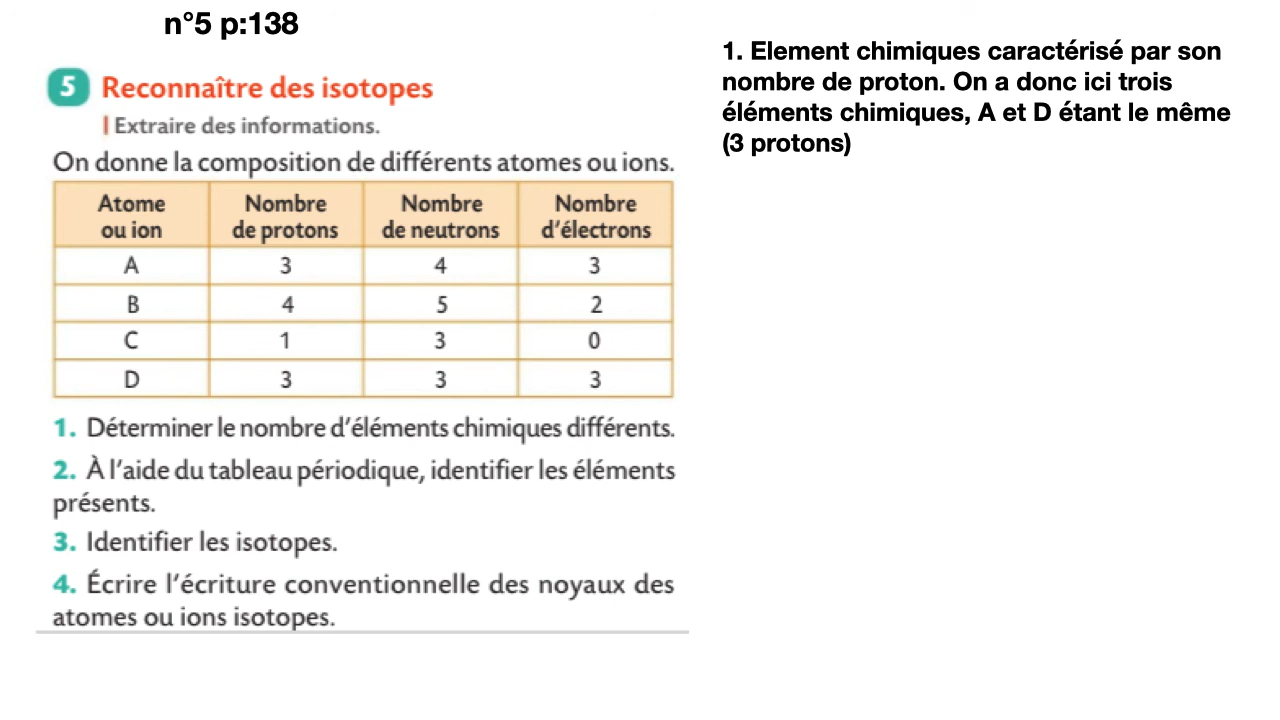 n°5 p:138
5 Reconnaître des isotopes
Extraire des informations.
On donne la composition de différents atomes ou ions.
Atome ou ion Nombre de protons Nombre de neutrons Nombre d'électrons
A 3 4 3
B 4 5 2
C 1 3 0
D 3 3 3
1. Déterminer le nombre d'éléments chimiques différents.
2. À l'aide du tableau périodique, identifier les éléments
présents.
3. Identifier les isotopes.
4. Écrire l'écriture conventionnelle des noyaux des
atomes ou ions isotopes.
1. Element chimiques caractérisé par son
nombre de proton. On a donc ici trois
éléments chimiques, A et D étant le même
(3 protons)